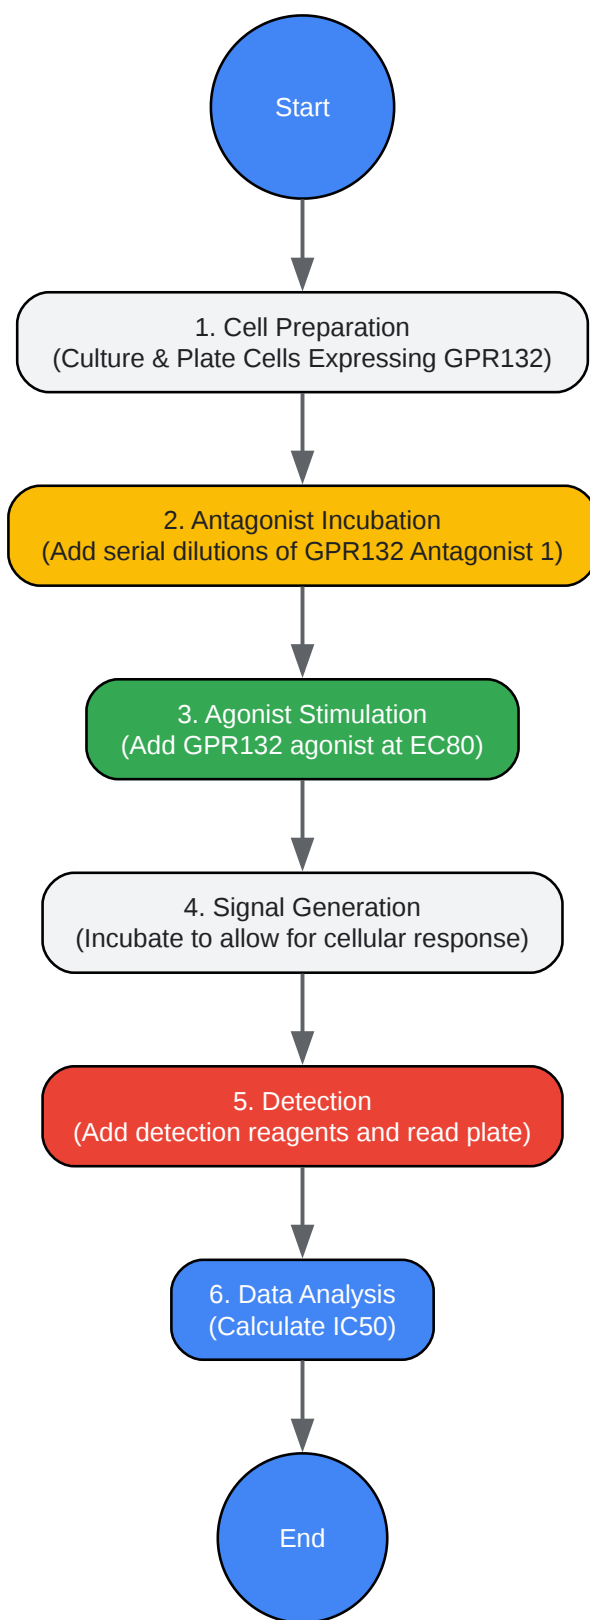 Start
1. Cell Preparation
(Culture & Plate Cells Expressing GPR132)
2. Antagonist Incubation
(Add serial dilutions of GPR132 Antagonist 1)
3. Agonist Stimulation
(Add GPR132 agonist at EC80)
4. Signal Generation
(Incubate to allow for cellular response)
5. Detection
(Add detection reagents and read plate)
6. Data Analysis
(Calculate IC50)
End